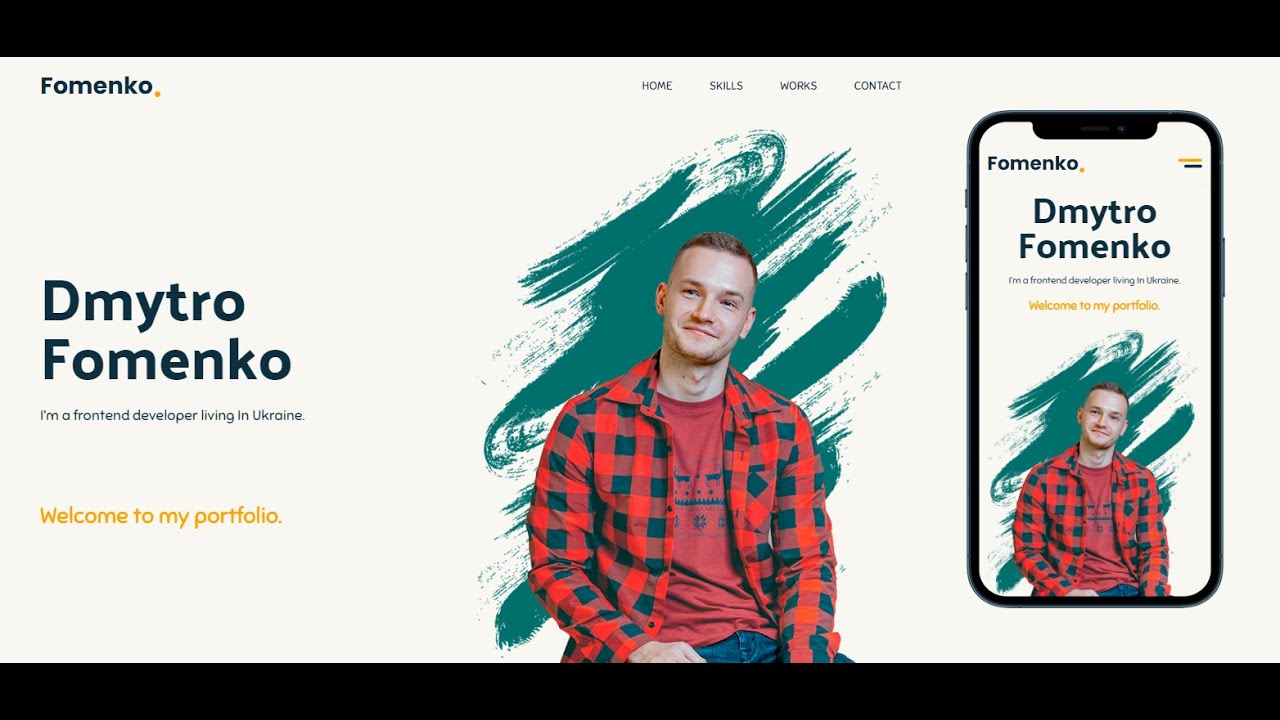 Fomenko.
HOME SKILLS WORKS CONTACT
Dmytro
Fomenko
I'm a frontend developer living In Ukraine.
Welcome to my portfolio.
Fomenko.
Dmytro
Fomenko
I'm a frontend developer living In Ukraine.
Welcome to my portfolio.